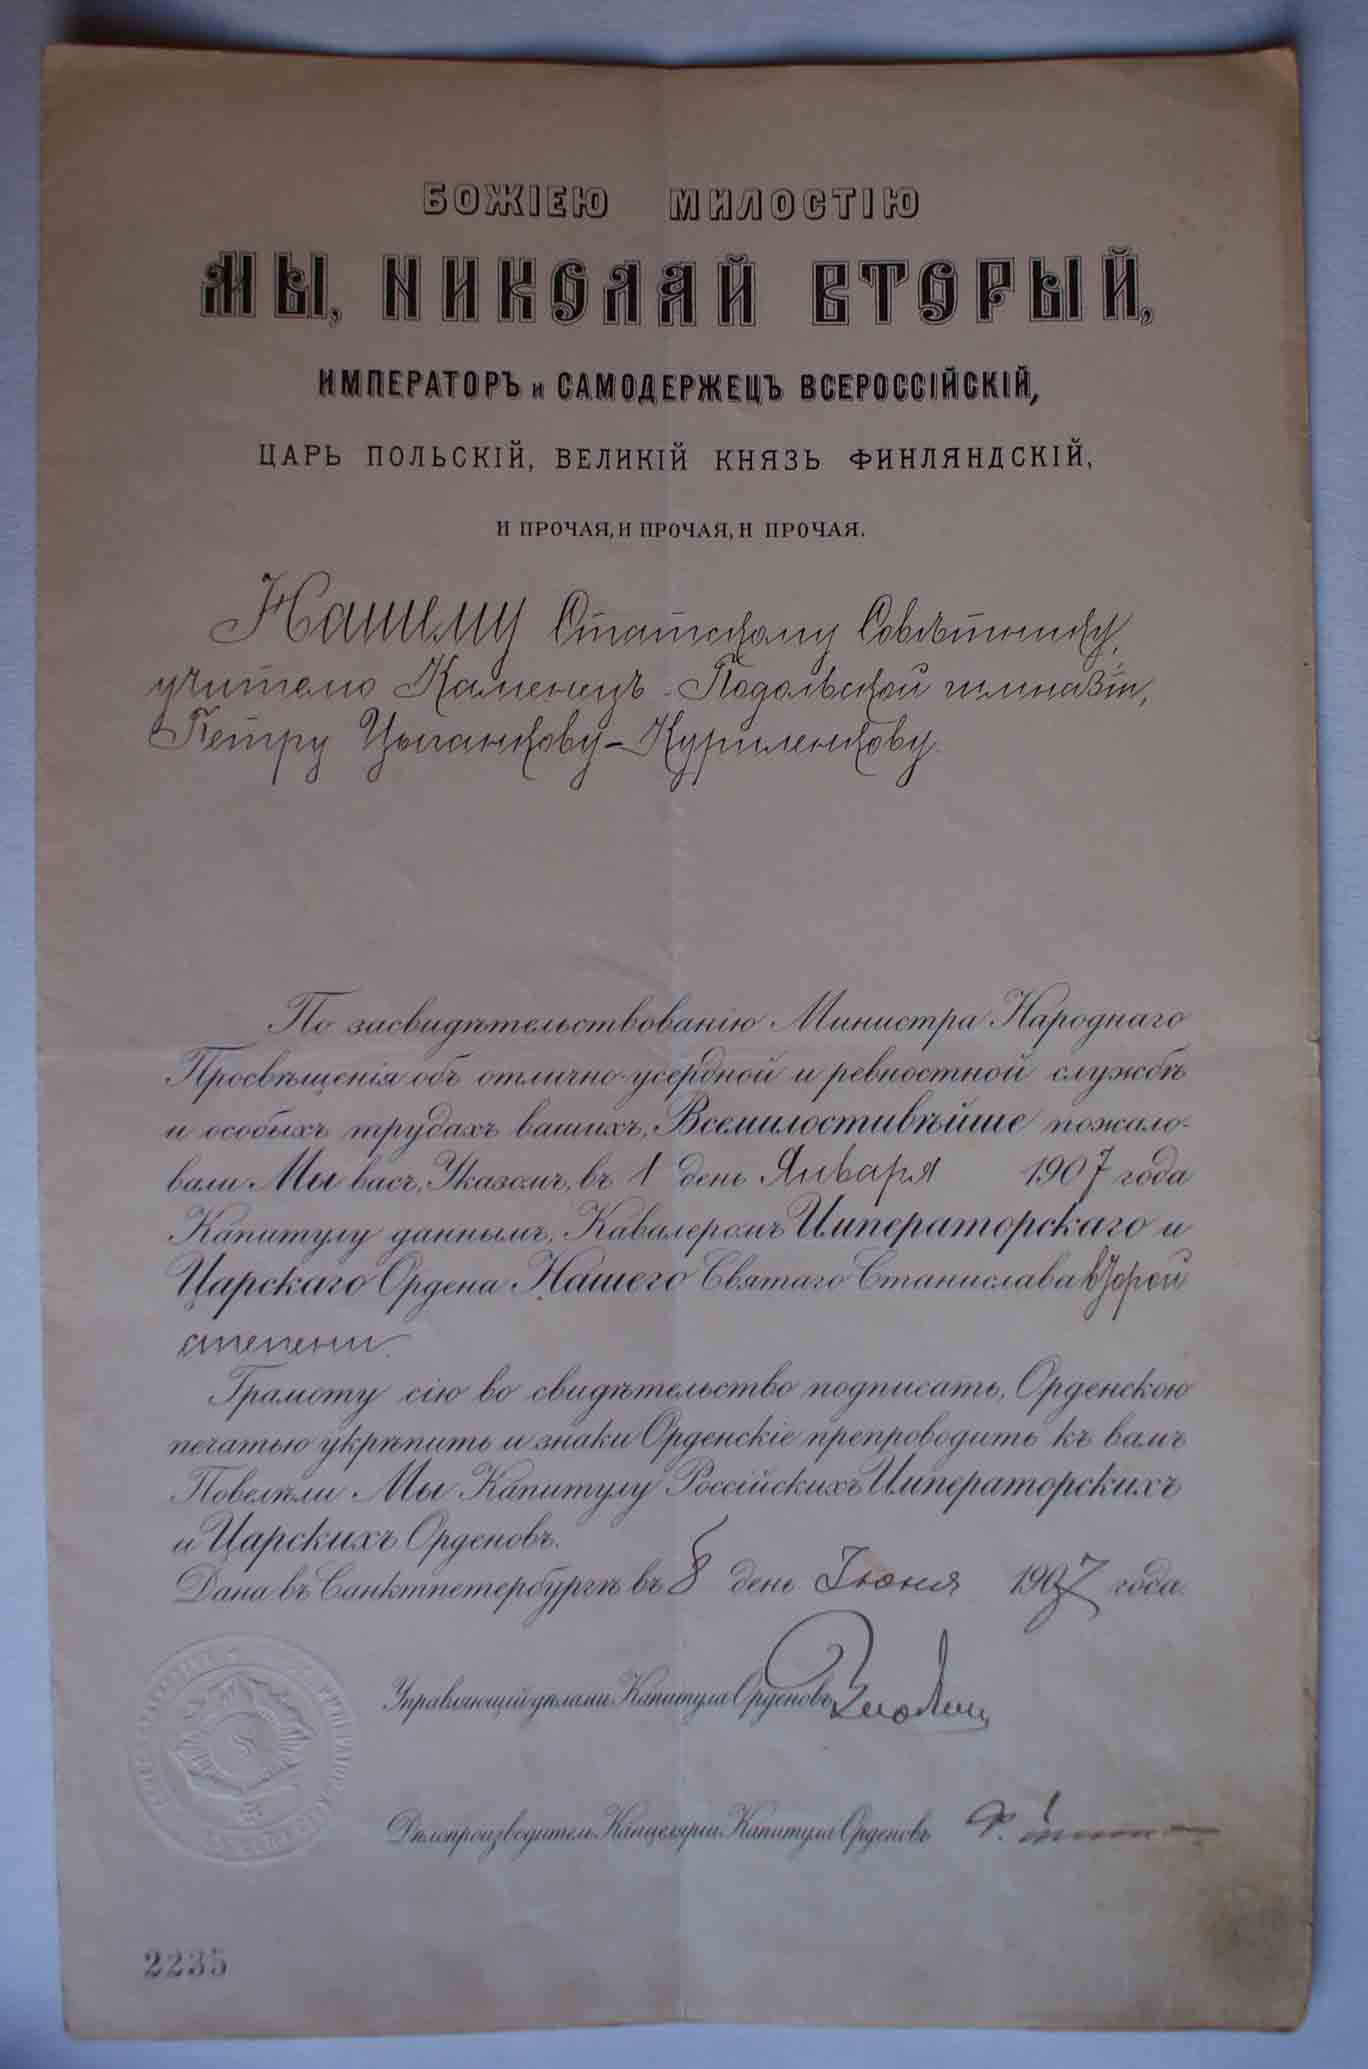 БОЖІЕЮ МИЛОСТІЮ
МЫ, НИКОЛАЙ ВТОРЫЙ,
ИМПЕРАТОРЪ и САМОДЕРЖЕЦЪ ВСЕРОССІЙСКІЙ,
ЦАРЬ ПОЛЬСКІЙ, ВЕЛИКІЙ КНЯЗЬ ФИНЛЯНДСКІЙ,
И ПРОЧАЯ, И ПРОЧАЯ, И ПРОЧАЯ.
Нашему Статскому Совѣтнику,
учителю Каменецъ-Подольской гимназіи,
Петру Цыганкову-Куриленкову.
По засвидѣтельствованію Министра Народнаго
Просвѣщенія объ отлично-усердной и ревностной службѣ
и особыхъ трудахъ вашихъ, Всемилостивѣйше пожало-
вали Мы васъ, Указомъ, въ 1 день Января 1907 года
Капитулу даннымъ, Кавалеромъ Императорскаго и
Царскаго Ордена Нашего Святаго Станислава второй
степени.
Грамоту сію во свидѣтельство подписать, Орденскою
печатью укрѣпить и знаки Орденскіе препроводить къ вамъ
Повелѣли Мы Капитулу Россійскихъ Императорскихъ
и Царскихъ Орденовъ.
Дана въ Санктпетербургѣ въ 8 день Іюня 1907 года.
Управляющій дѣлами Капитула Орденовъ
Дѣлопроизводитель Канцеляріи Капитула Орденовъ
2235